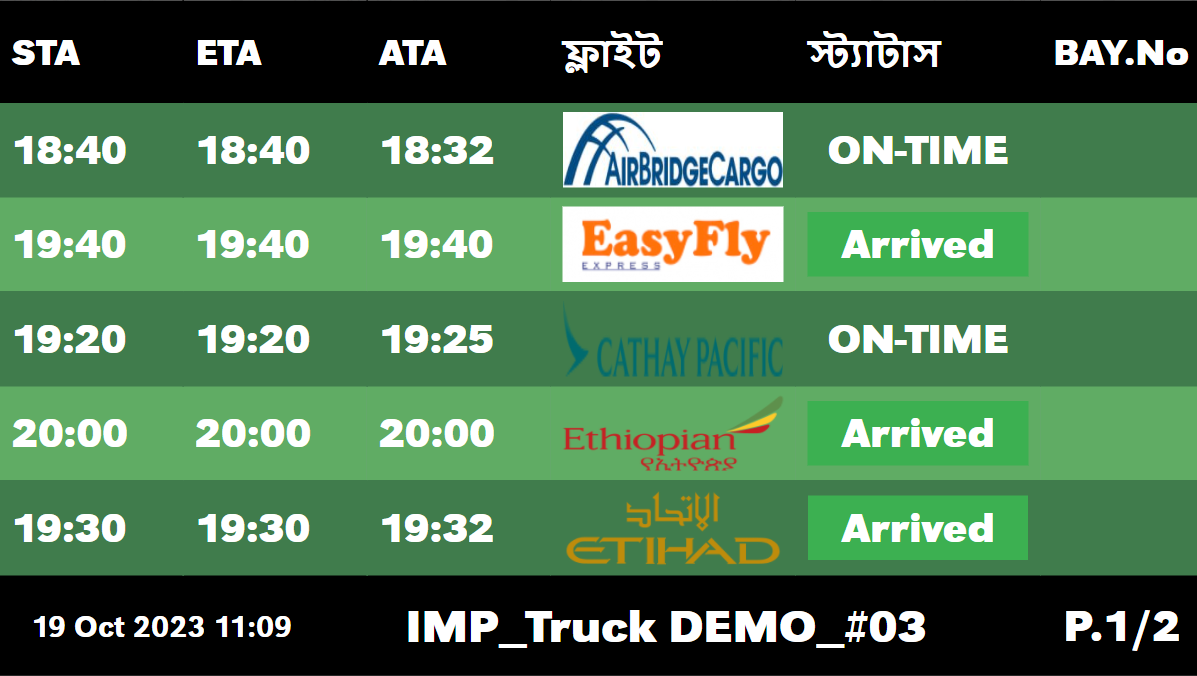 STA ETA ATA ফ্লাইট স্ট্যাটাস BAY.No
18:40 18:40 18:32 AIRBRIDGECARGO ON-TIME
19:40 19:40 19:40 EasyFly EXPRESS Arrived
19:20 19:20 19:25 CATHAY PACIFIC ON-TIME
20:00 20:00 20:00 Ethiopian የኢትዮጵያ Arrived
19:30 19:30 19:32 الإتحاد ETIHAD Arrived
19 Oct 2023 11:09 IMP_Truck DEMO_#03 P.1/2